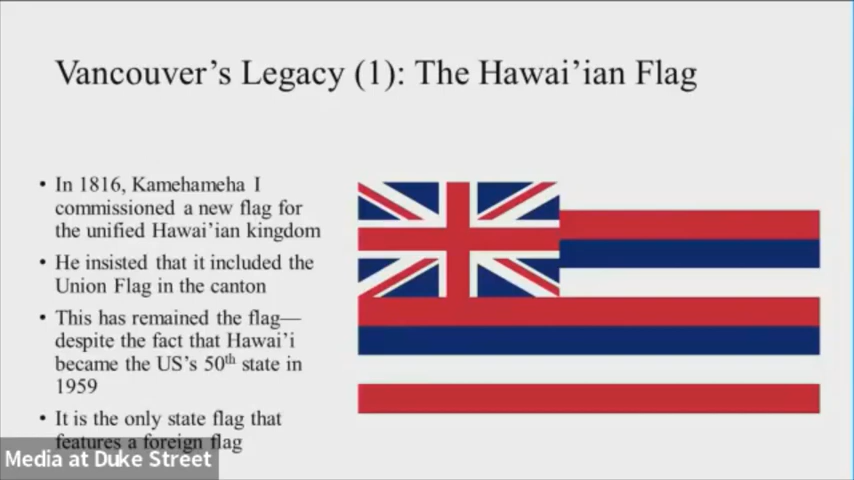 Vancouver’s Legacy (1): The Hawai’ian Flag
• In 1816, Kamehameha I
commissioned a new flag for
the unified Hawai’ian kingdom
• He insisted that it included the
Union Flag in the canton
• This has remained the flag—
despite the fact that Hawai’i
became the US’s 50th state in
1959
• It is the only state flag that
features a foreign flag
Media at Duke Street